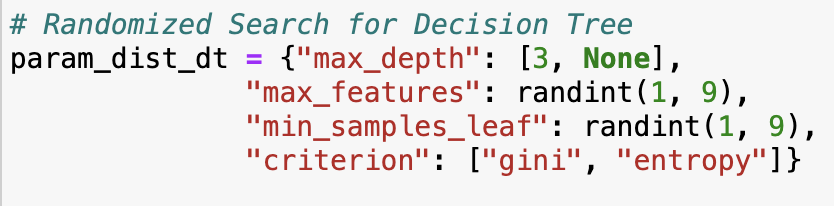 # Randomized Search for Decision Tree
param_dist_dt = {"max_depth": [3, None],
"max_features": randint(1, 9),
"min_samples_leaf": randint(1, 9),
"criterion": ["gini", "entropy"]}